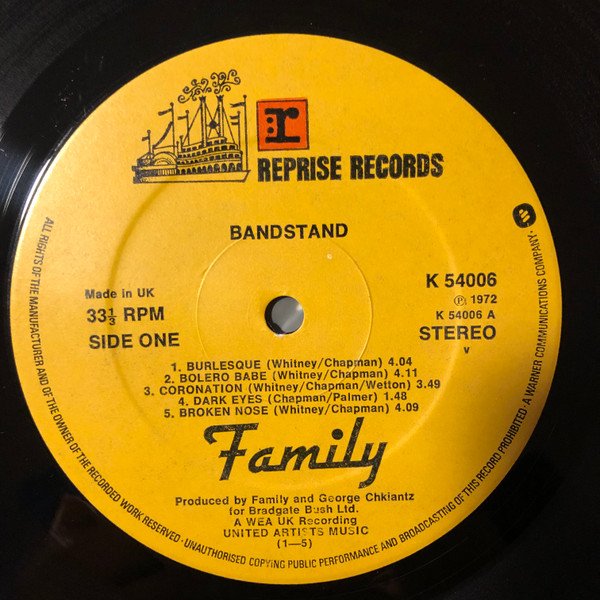 r
REPRISE RECORDS
BANDSTAND
Made in UK
33⅓ RPM
SIDE ONE
K 54006
Ⓟ 1972
K 54006 A
STEREO
v
1. BURLESQUE (Whitney/Chapman) 4.04
2. BOLERO BABE (Whitney/Chapman) 4.11
3. CORONATION (Whitney/Chapman/Wetton) 3.49
4. DARK EYES (Chapman/Palmer) 1.48
5. BROKEN NOSE (Whitney/Chapman) 4.09
Family
Produced by Family and George Chkiantz
for Bradgate Bush Ltd.
A WEA UK Recording
UNITED ARTISTS MUSIC
(1—5)
ALL RIGHTS OF THE MANUFACTURER AND OF THE OWNER OF THE RECORDED WORK RESERVED · UNAUTHORISED COPYING PUBLIC PERFORMANCE AND BROADCASTING OF THIS RECORD PROHIBITED · A WARNER COMMUNICATIONS COMPANY ·